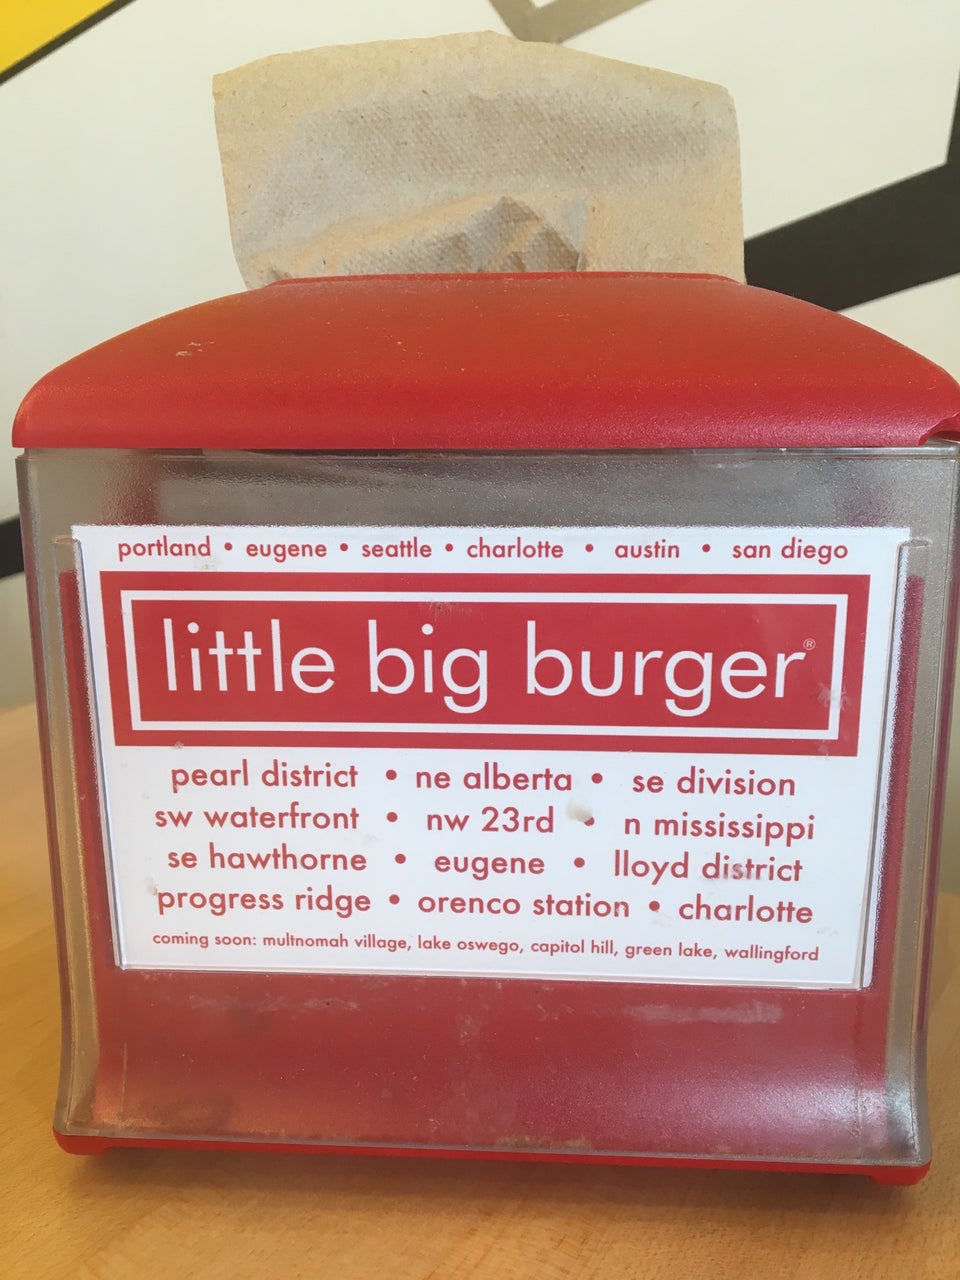 portland • eugene • seattle • charlotte • austin • san diego
little big burger®
pearl district • ne alberta • se division
sw waterfront • nw 23rd • n mississippi
se hawthorne • eugene • lloyd district
progress ridge • orenco station • charlotte
coming soon: multnomah village, lake oswego, capitol hill, green lake, wallingford